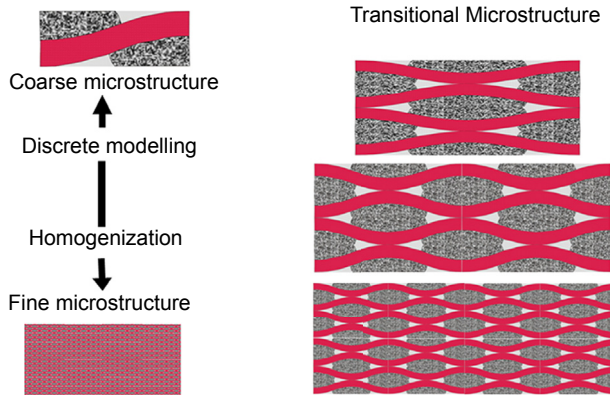 Transitional Microstructure
Coarse microstructure
Discrete modelling
Homogenization
Fine microstructure